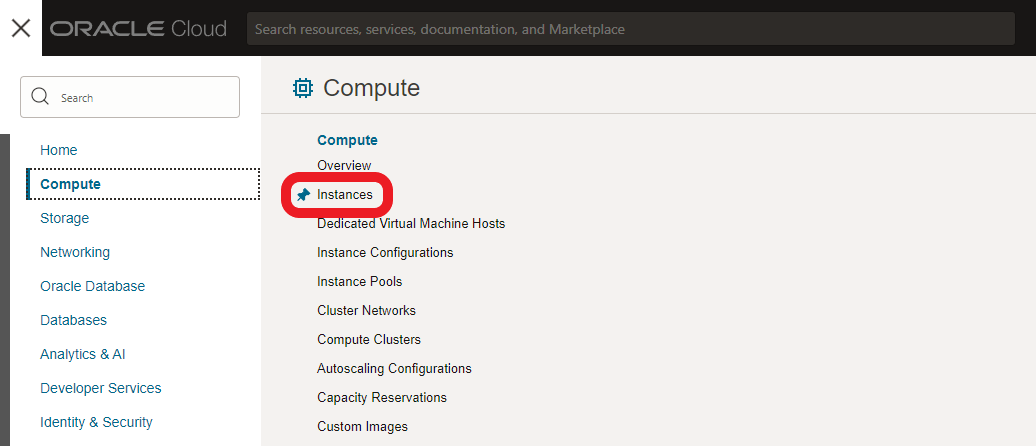 ORACLE Cloud
Search resources, services, documentation, and Marketplace
Search
Home
Compute
Storage
Networking
Oracle Database
Databases
Analytics & AI
Developer Services
Identity & Security
Compute
Compute
Overview
Instances
Dedicated Virtual Machine Hosts
Instance Configurations
Instance Pools
Cluster Networks
Compute Clusters
Autoscaling Configurations
Capacity Reservations
Custom Images